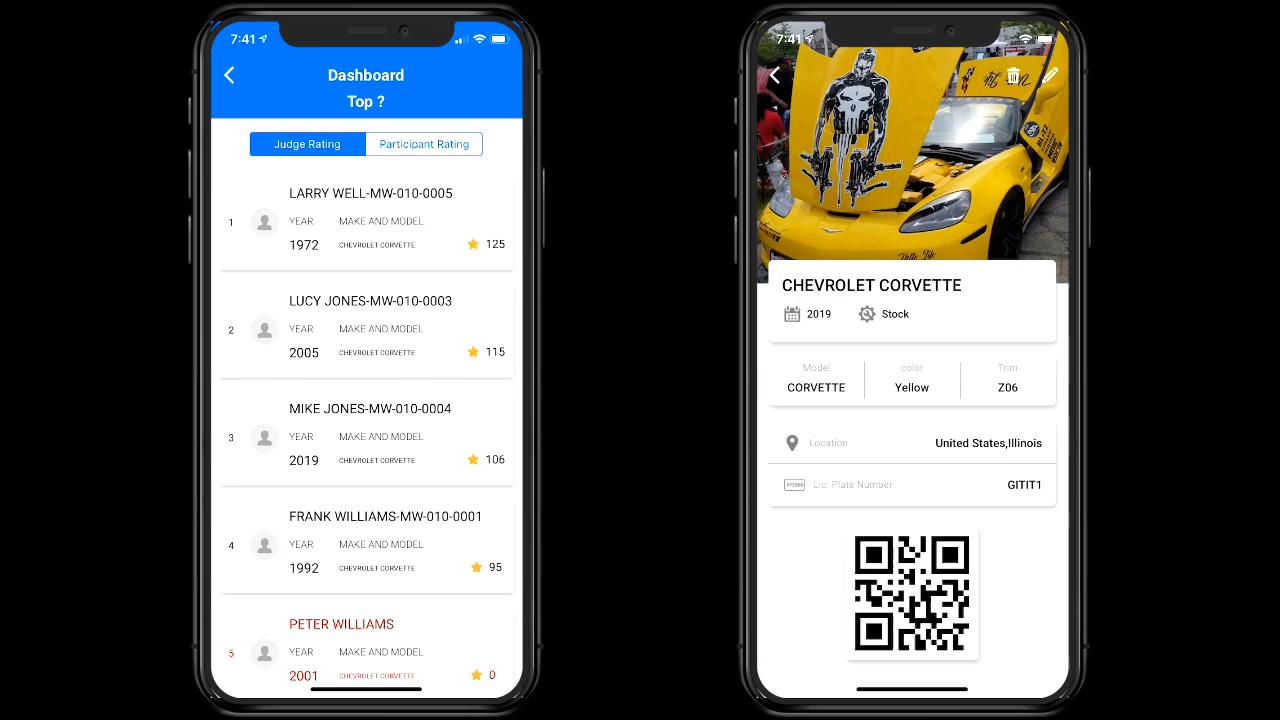 7:41
Dashboard
Top ?
Judge Rating
Participant Rating
LARRY WELL-MW-010-0005
1
YEAR
MAKE AND MODEL
1972
CHEVROLET CORVETTE
125
LUCY JONES-MW-010-0003
2
YEAR
MAKE AND MODEL
2005
CHEVROLET CORVETTE
115
MIKE JONES-MW-010-0004
3
YEAR
MAKE AND MODEL
2019
CHEVROLET CORVETTE
106
FRANK WILLIAMS-MW-010-0001
4
YEAR
MAKE AND MODEL
1992
CHEVROLET CORVETTE
95
PETER WILLIAMS
5
YEAR
MAKE AND MODEL
2001
CHEVROLET CORVETTE
0
7:41
CHEVROLET CORVETTE
2019
Stock
Model
color
Trim
CORVETTE
Yellow
Z06
Location
United States,Illinois
Lic. Plate Number
GITIT1